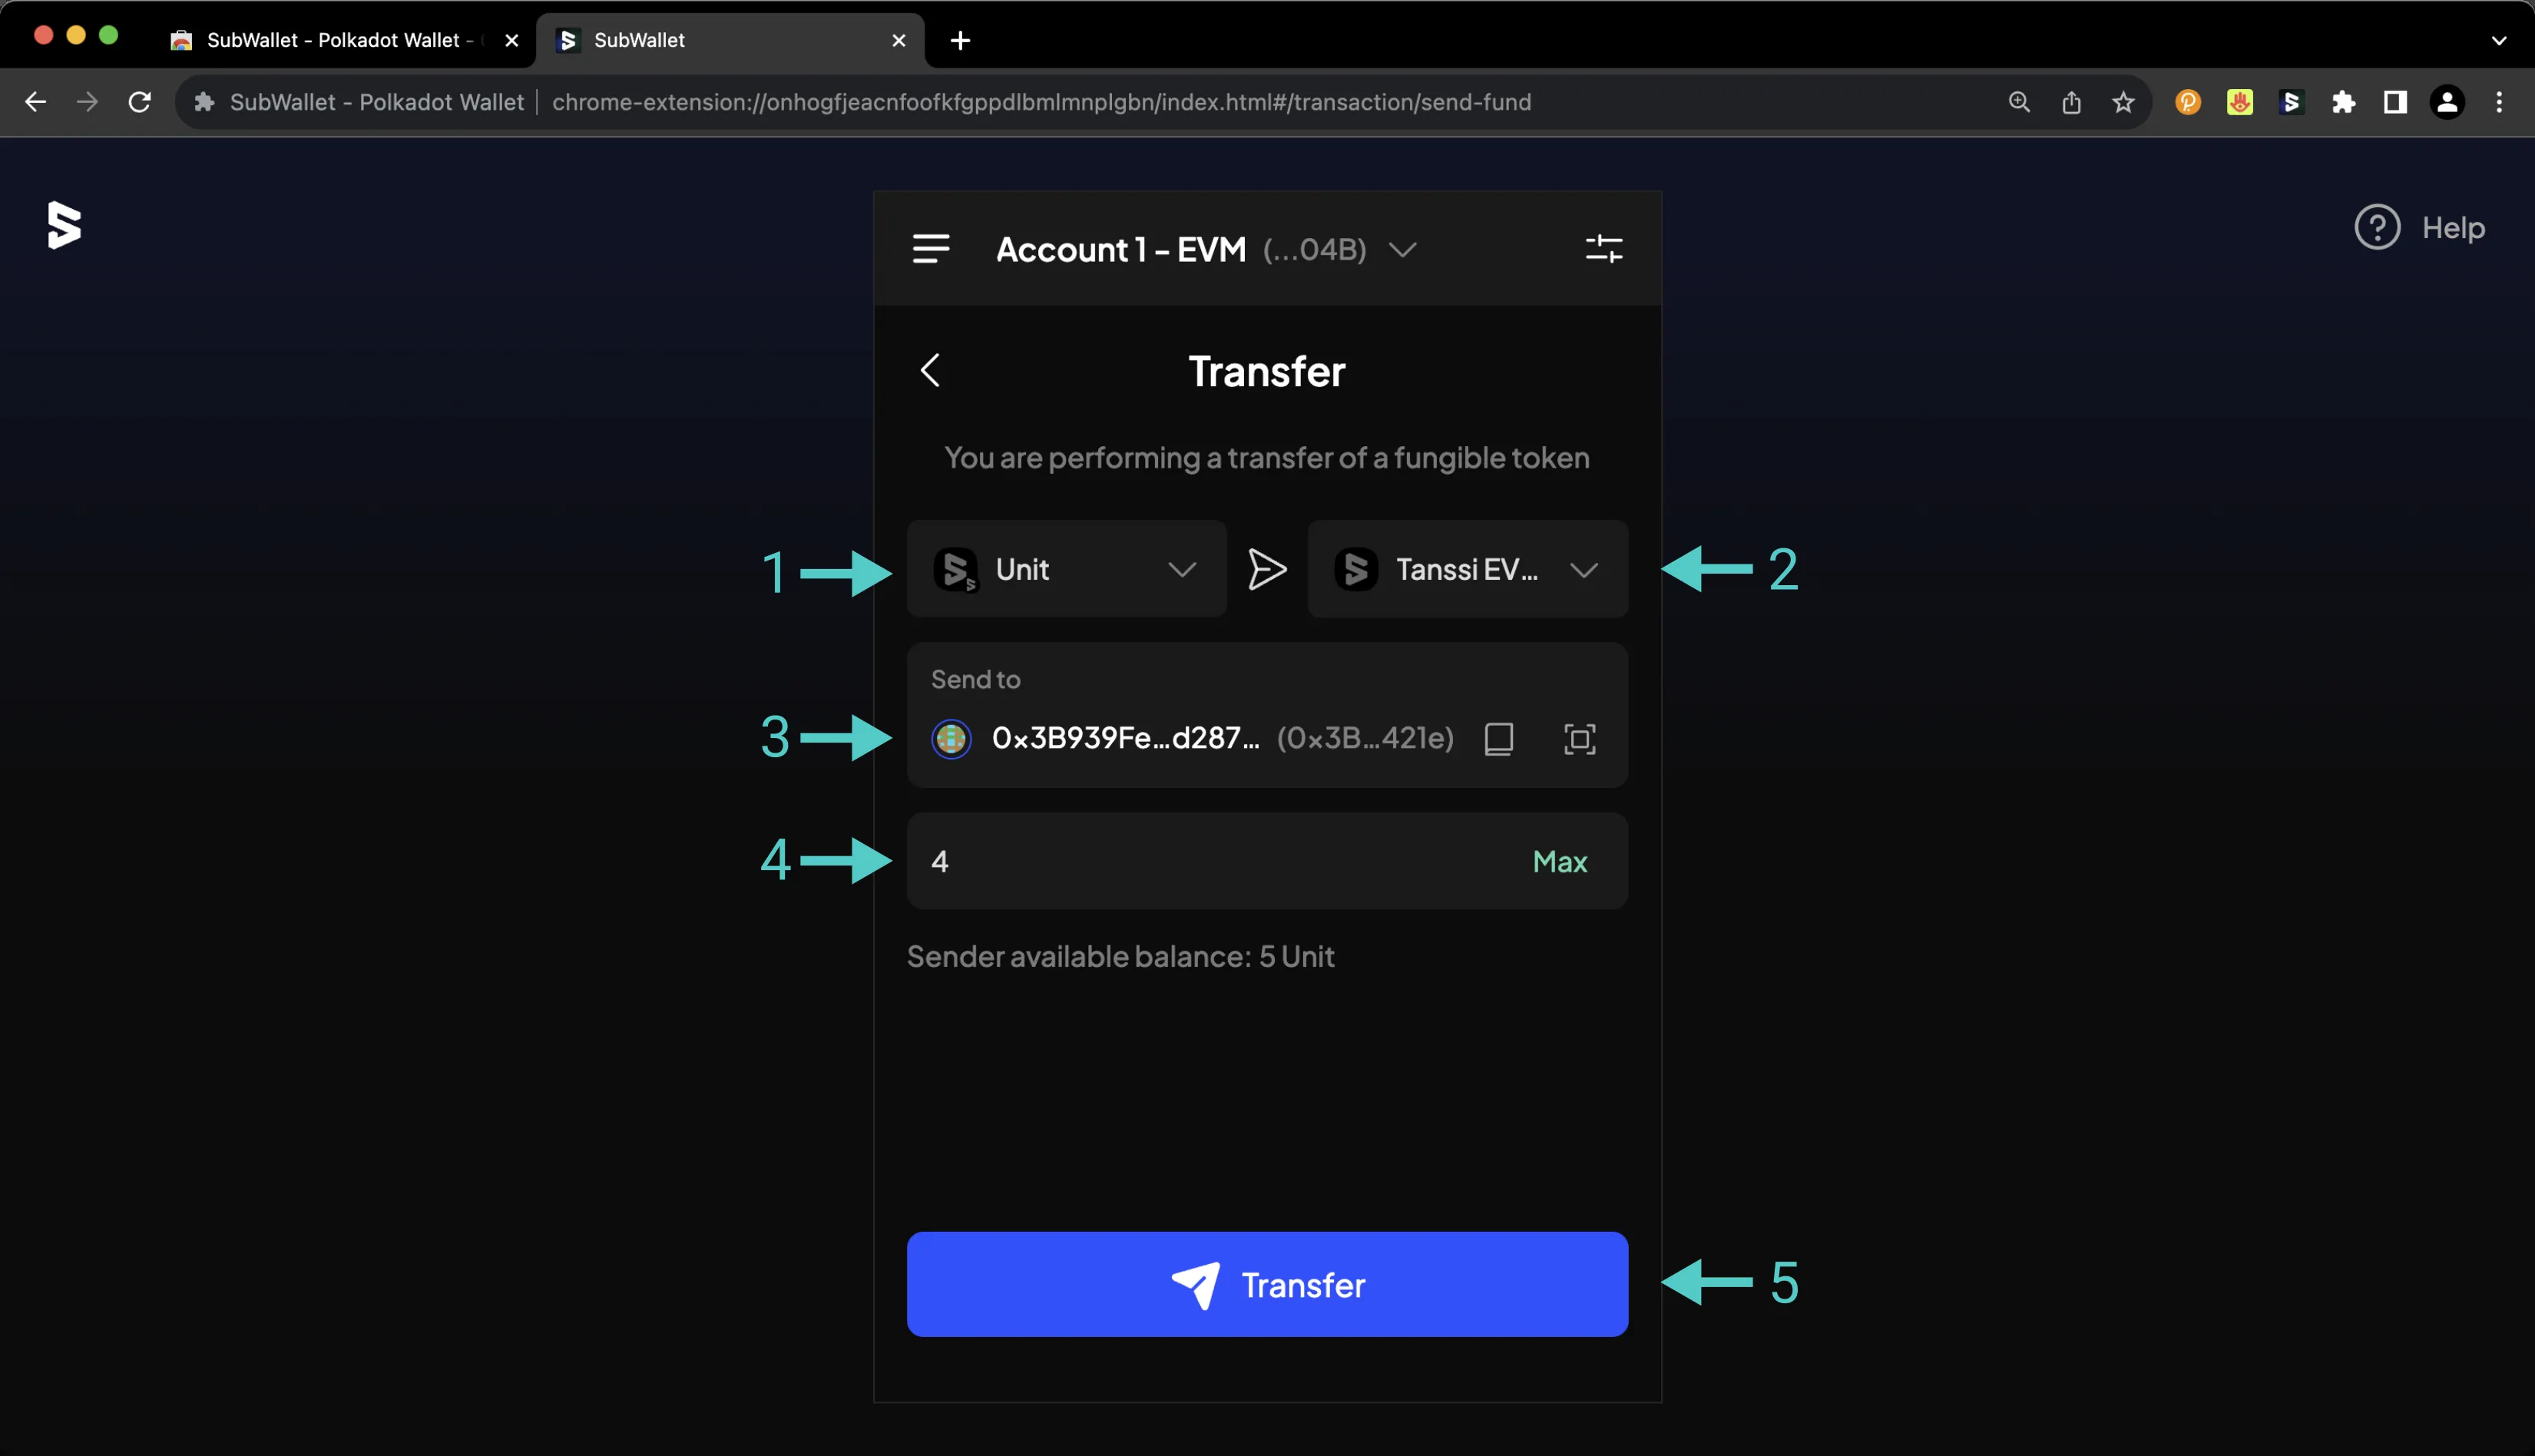 SubWallet - Polkadot Wallet -
SubWallet
SubWallet - Polkadot Wallet
chrome-extension://onhogfjeacnfoofkfgppdlbmlmnplgbn/index.html#/transaction/send-fund
Help
Account 1 - EVM (...04B)
Transfer
You are performing a transfer of a fungible token
1
Unit
Tanssi EV...
2
Send to
3
0x3B939Fe...d287... (0x3B...421e)
4
4
Max
Sender available balance: 5 Unit
Transfer
5